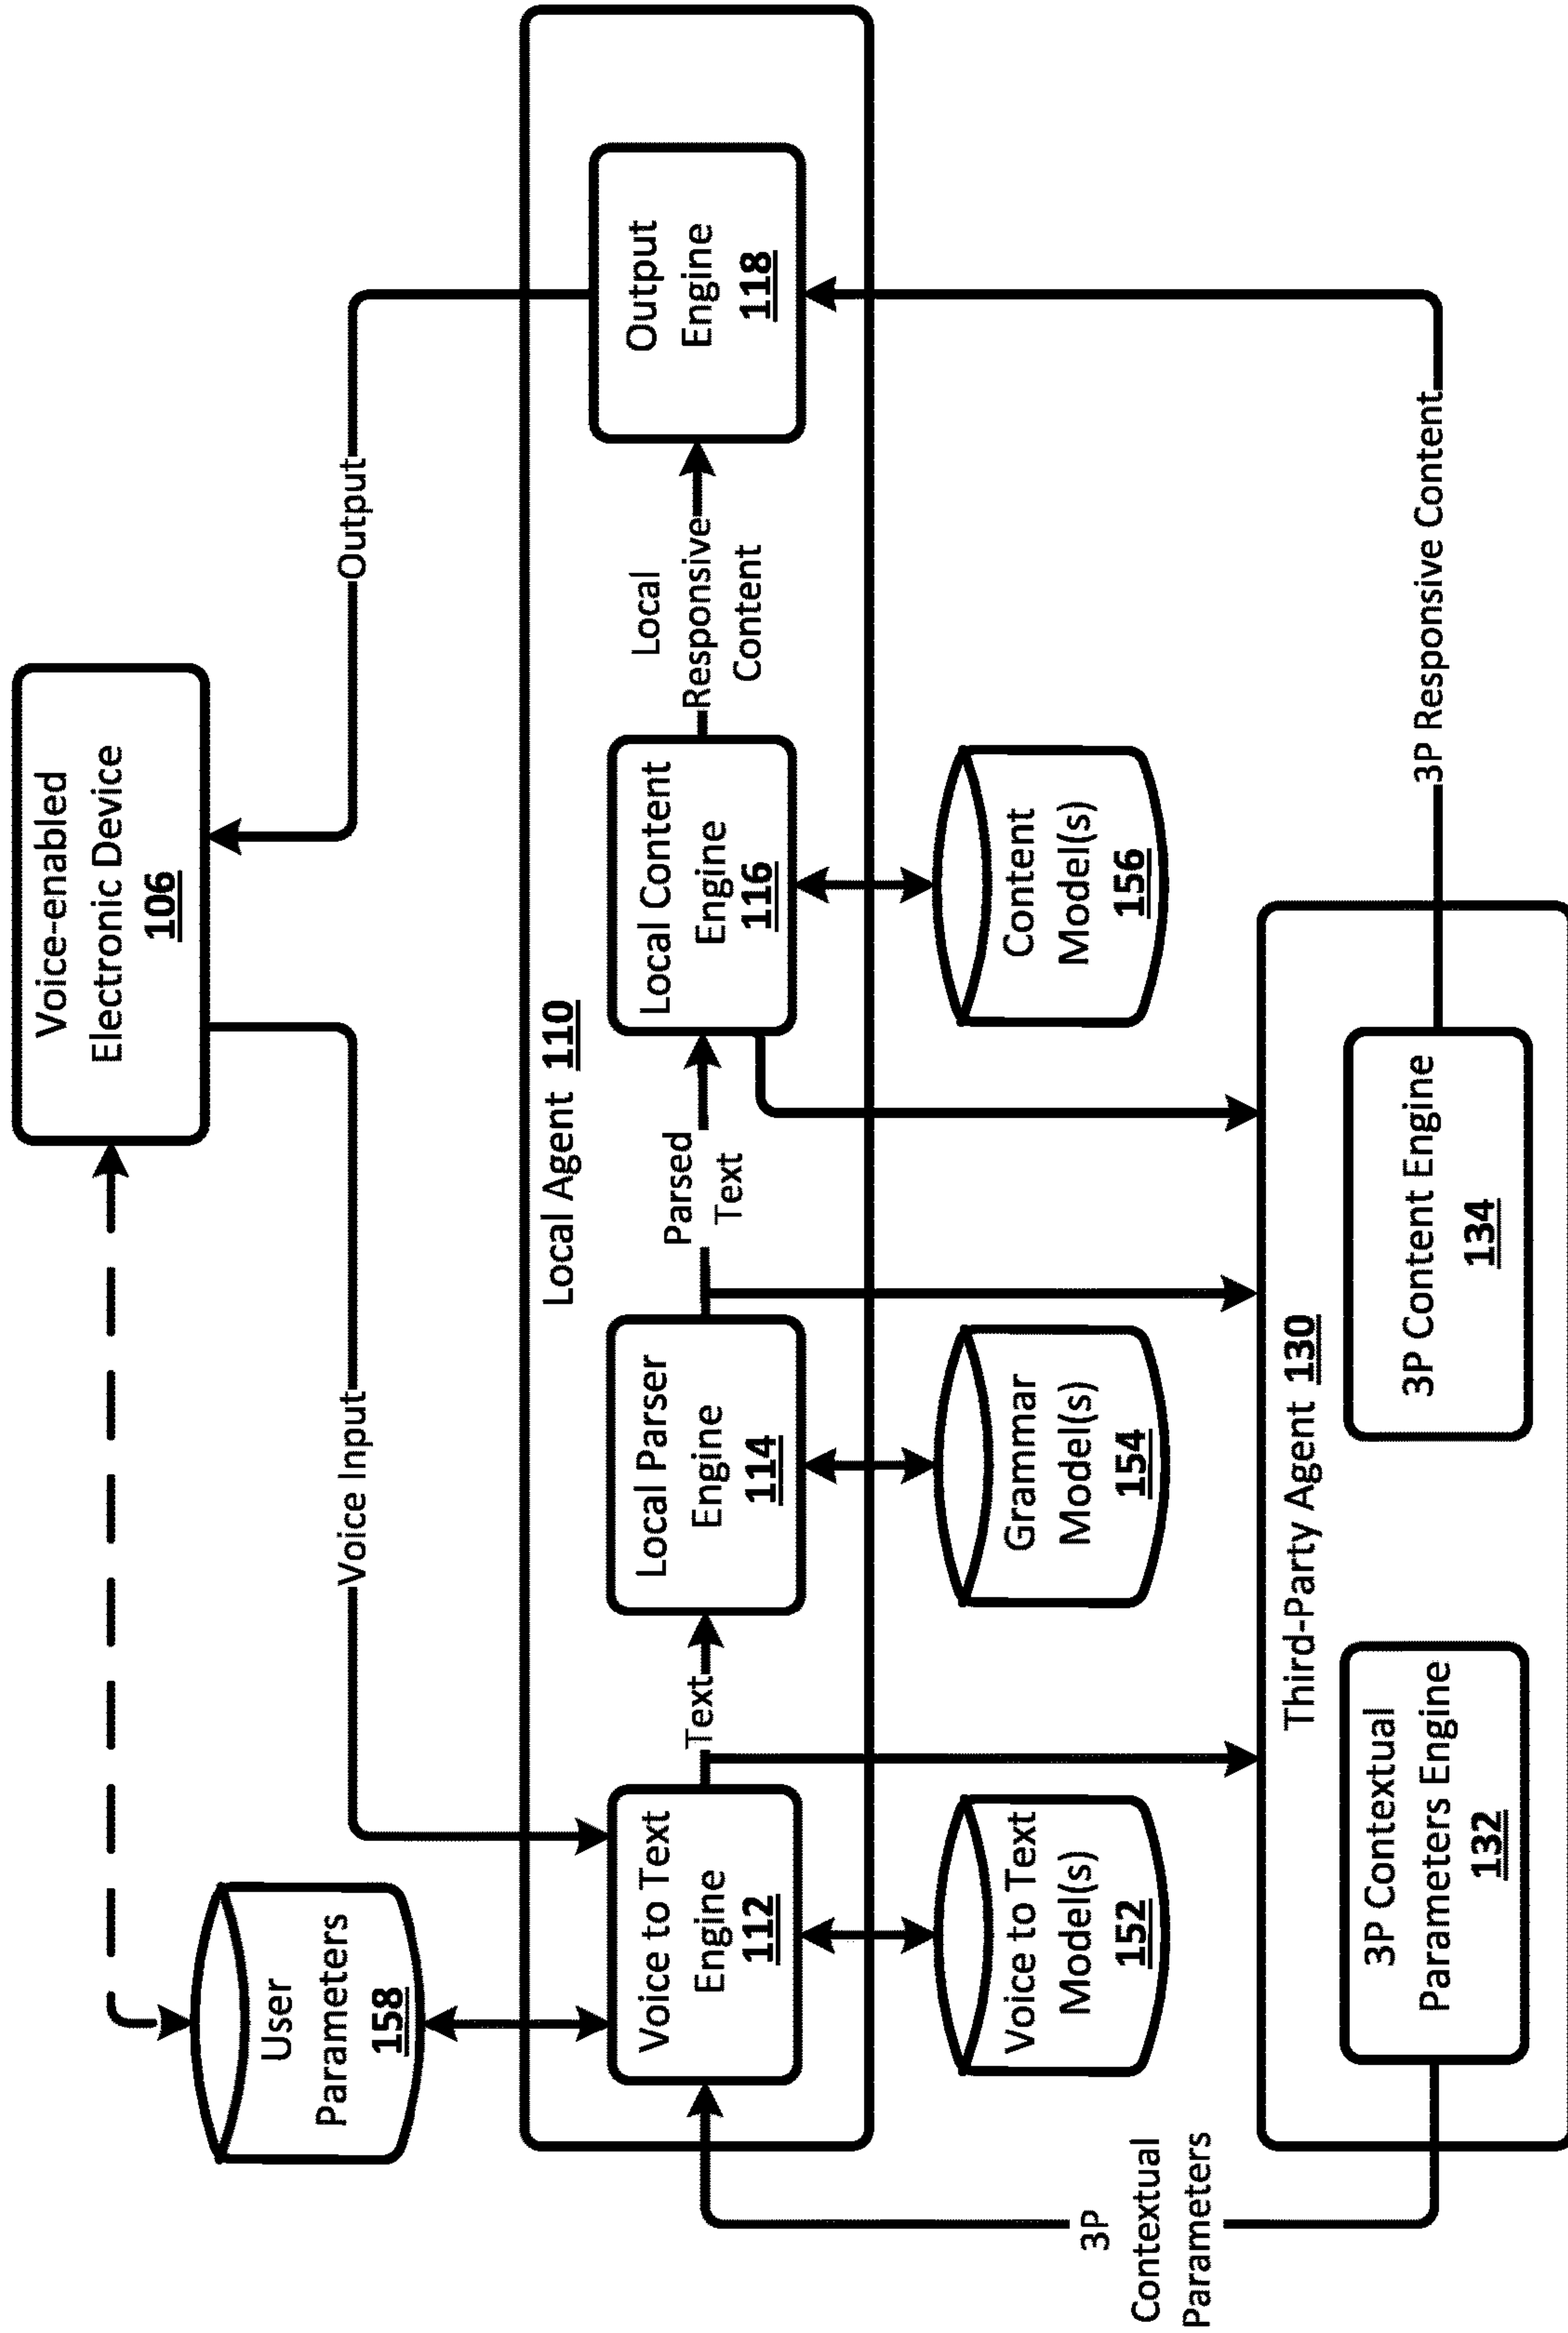 Voice-enabled
Electronic Device
106
User
Parameters
158
Voice Input
Output
Local Agent 110
Voice to Text
Engine
112
Text
Local Parser
Engine
114
Parsed
Text
Local Content
Engine
116
Local
Responsive
Content
Output
Engine
118
Voice to Text
Model(s)
152
Grammar
Model(s)
154
Content
Model(s)
156
3P
Contextual
Parameters
Third-Party Agent 130
3P Contextual
Parameters Engine
132
3P Content Engine
134
3P Responsive Content